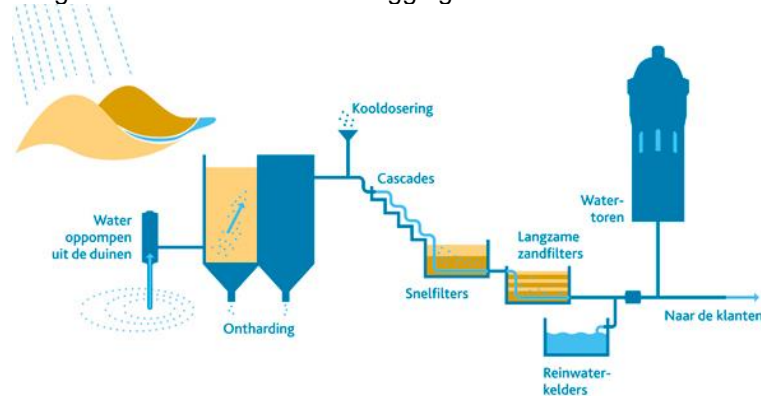 Kooldosering
Cascades
Water
oppompen
uit de duinen
Water-
toren
Langzame
zandfilters
Snelfilters
Ontharding
Naar de klanten
Reinwater-
kelders